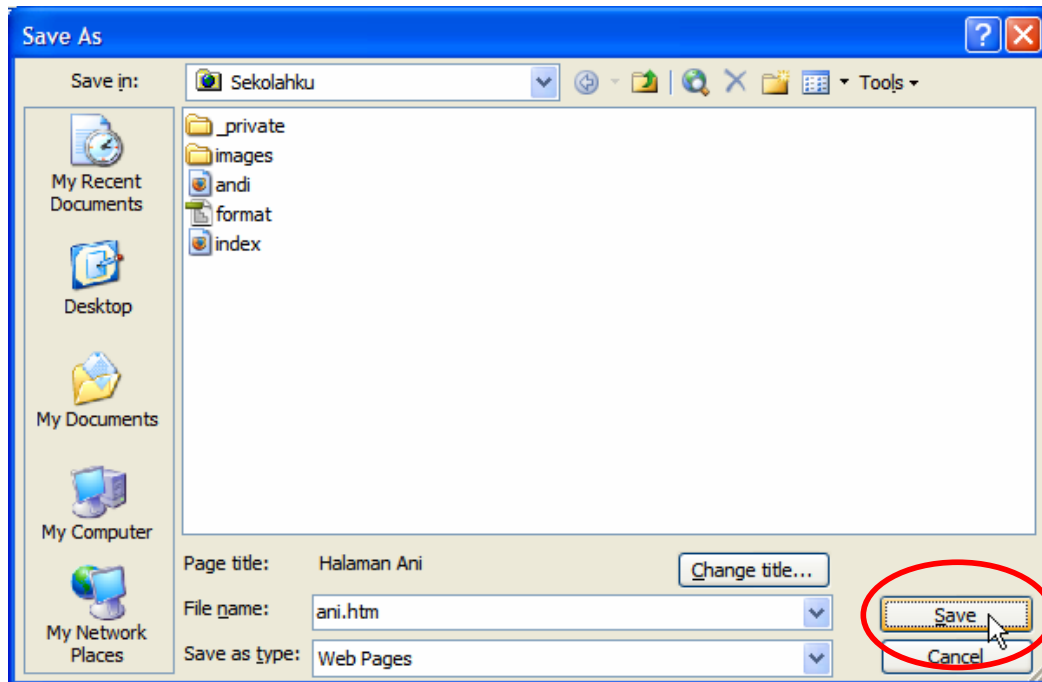 Save As
Save in: Sekolahku Tools
My Recent
Documents
Desktop
My Documents
My Computer
My Network
Places
_private
images
andi
format
index
Page title: Halaman Ani Change title...
File name: ani.htm Save
Save as type: Web Pages Cancel